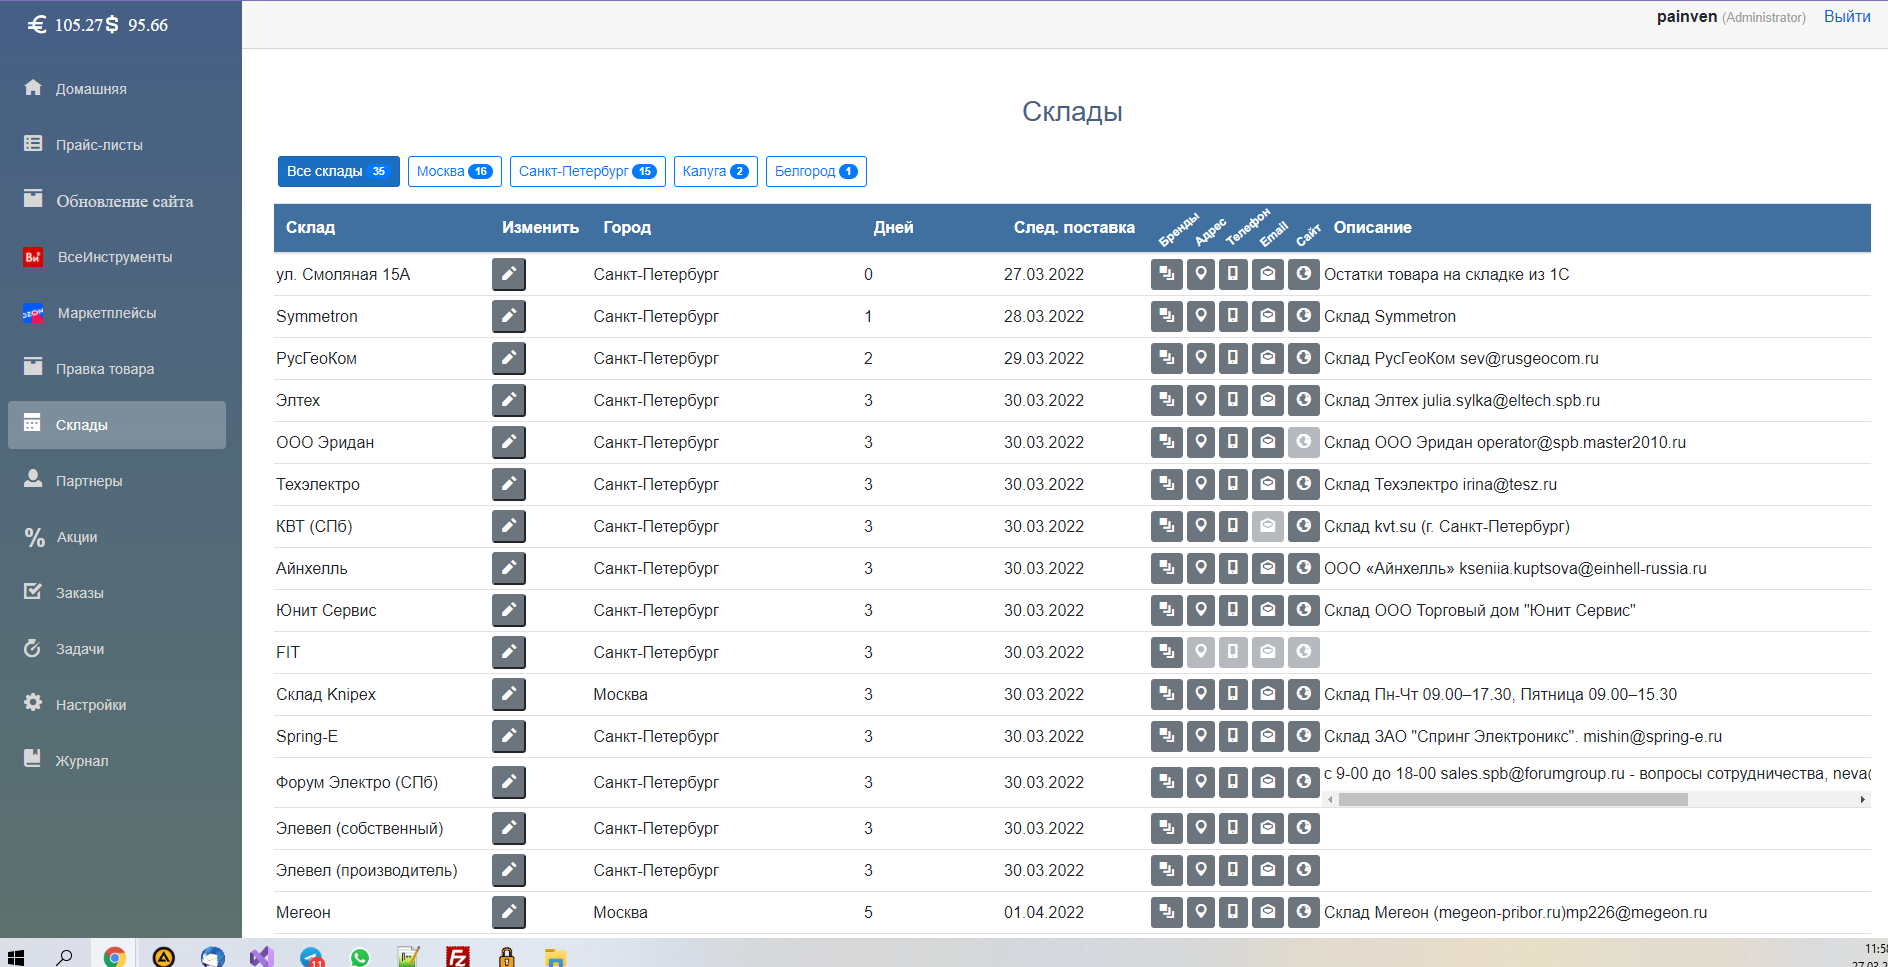 € 105.27 $ 95.66
painven (Administrator) Выйти
Домашняя
Прайс-листы
Обновление сайта
Ви ВсеИнструменты
OZON Маркетплейсы
Правка товара
Склады
Партнеры
% Акции
Заказы
Задачи
Настройки
Журнал
Склады
Все склады 35 Москва 16 Санкт-Петербург 15 Калуга 2 Белгород 1
Склад Изменить Город Дней След. поставка Бренды Адрес Телефон Email Сайт Описание
ул. Смоляная 15А Санкт-Петербург 0 27.03.2022 Остатки товара на складке из 1С
Symmetron Санкт-Петербург 1 28.03.2022 Склад Symmetron
РусГеоКом Санкт-Петербург 2 29.03.2022 Склад РусГеоКом sev@rusgeocom.ru
Элтех Санкт-Петербург 3 30.03.2022 Склад Элтех julia.sylka@eltech.spb.ru
ООО Эридан Санкт-Петербург 3 30.03.2022 Склад ООО Эридан operator@spb.master2010.ru
Техэлектро Санкт-Петербург 3 30.03.2022 Склад Техэлектро irina@tesz.ru
КВТ (СПб) Санкт-Петербург 3 30.03.2022 Склад kvt.su (г. Санкт-Петербург)
Айнхелль Санкт-Петербург 3 30.03.2022 ООО «Айнхелль» kseniia.kuptsova@einhell-russia.ru
Юнит Сервис Санкт-Петербург 3 30.03.2022 Склад ООО Торговый дом "Юнит Сервис"
FIT Санкт-Петербург 3 30.03.2022
Склад Knipex Москва 3 30.03.2022 Склад Пн-Чт 09.00–17.30, Пятница 09.00–15.30
Spring-E Санкт-Петербург 3 30.03.2022 Склад ЗАО "Спринг Электроникс". mishin@spring-e.ru
Форум Электро (СПб) Санкт-Петербург 3 30.03.2022 с 9-00 до 18-00 sales.spb@forumgroup.ru - вопросы сотрудничества, neva@
Элевел (собственный) Санкт-Петербург 3 30.03.2022
Элевел (производитель) Санкт-Петербург 3 30.03.2022
Мегеон Москва 5 01.04.2022 Склад Мегеон (megeon-pribor.ru)mp226@megeon.ru
11
11:58